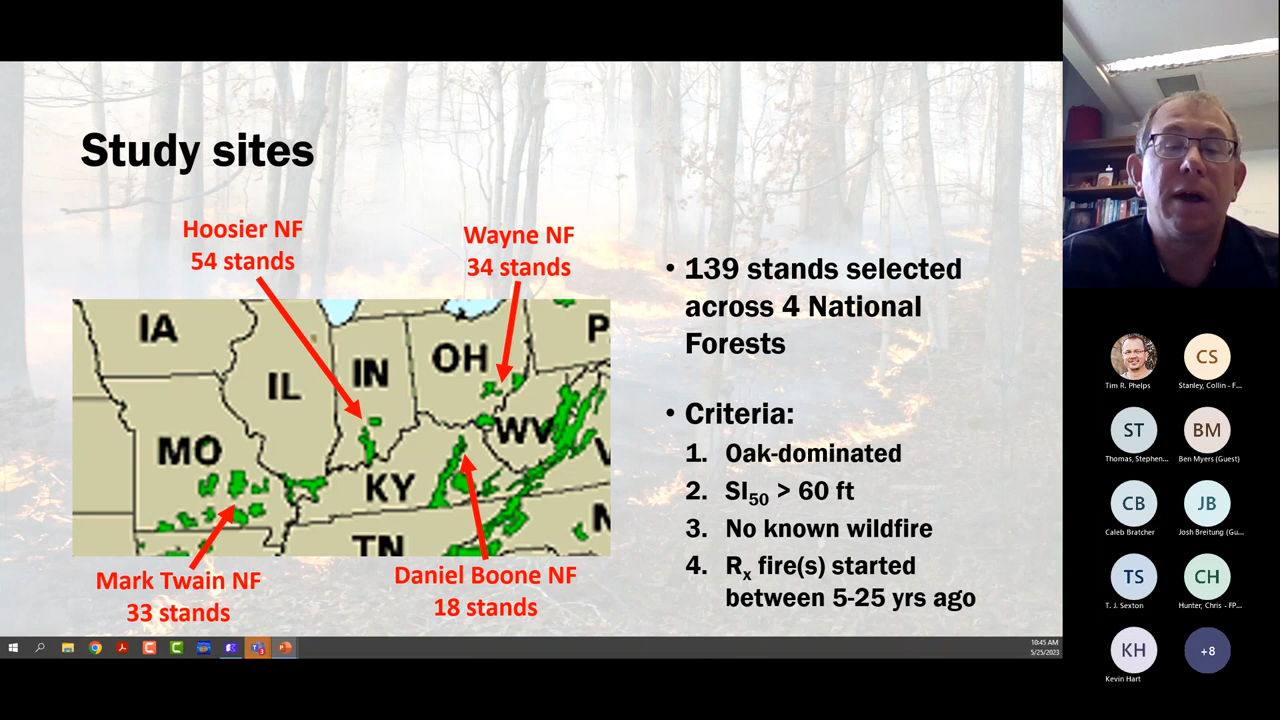 Study sites
Hoosier NF
54 stands
Wayne NF
34 stands
IA
IL
IN
OH
P
MO
KY
WV
V
TN
N
Mark Twain NF
33 stands
Daniel Boone NF
18 stands
• 139 stands selected
across 4 National
Forests
• Criteria:
1. Oak-dominated
2. SI50 > 60 ft
3. No known wildfire
4. Rx fire(s) started
between 5-25 yrs ago
10:45 AM
5/25/2023
Tim R. Phelps
CS
Stanley, Collin - F...
ST
Thomas, Stephen...
BM
Ben Myers (Guest)
CB
Caleb Bratcher
JB
Josh Breitung (Gu...
TS
T. J. Sexton
CH
Hunter, Chris - FP...
KH
Kevin Hart
+8